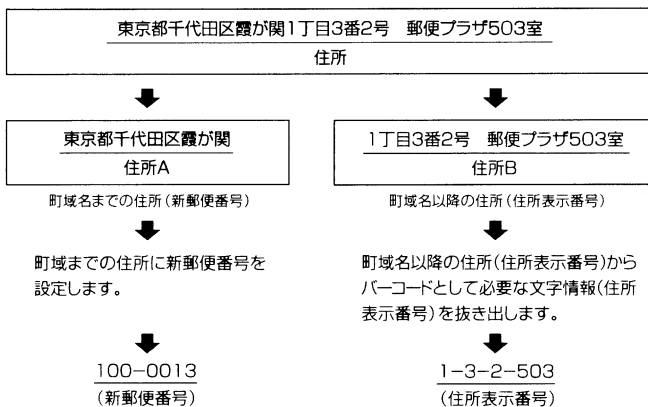 東京都千代田区霞が関1丁目3番2号　郵便プラザ503室
住所
東京都千代田区霞が関
住所A
町域名までの住所(新郵便番号)
町域までの住所に新郵便番号を
設定します。
100-0013
(新郵便番号)
1丁目3番2号　郵便プラザ503室
住所B
町域名以降の住所(住所表示番号)
町域名以降の住所(住所表示番号)から
バーコードとして必要な文字情報(住所
表示番号)を抜き出します。
1-3-2-503
(住所表示番号)